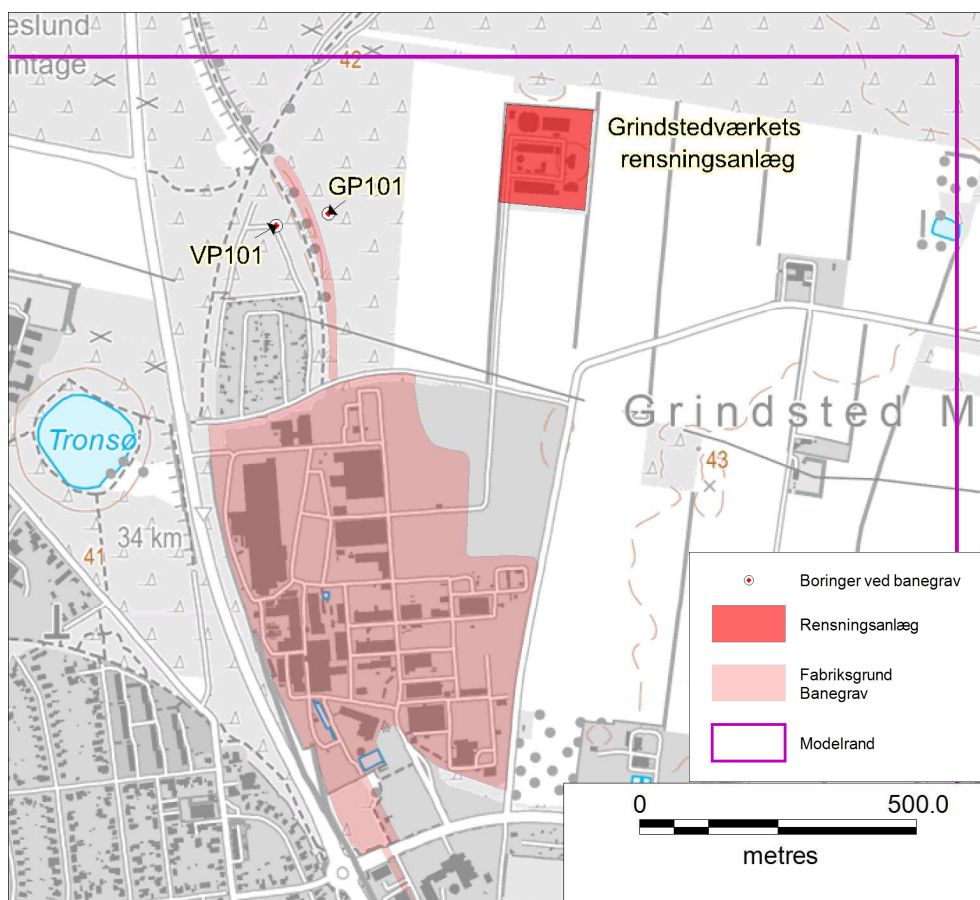 eslund
antage
42
Grindstedværkets
rensningsanlæg
GP101
VP101
Tronsø
Grindsted M
43
34 km
41
Boringer ved banegrav
Rensningsanlæg
Fabriksgrund
Banegrav
Modelrand
0 500.0
metres